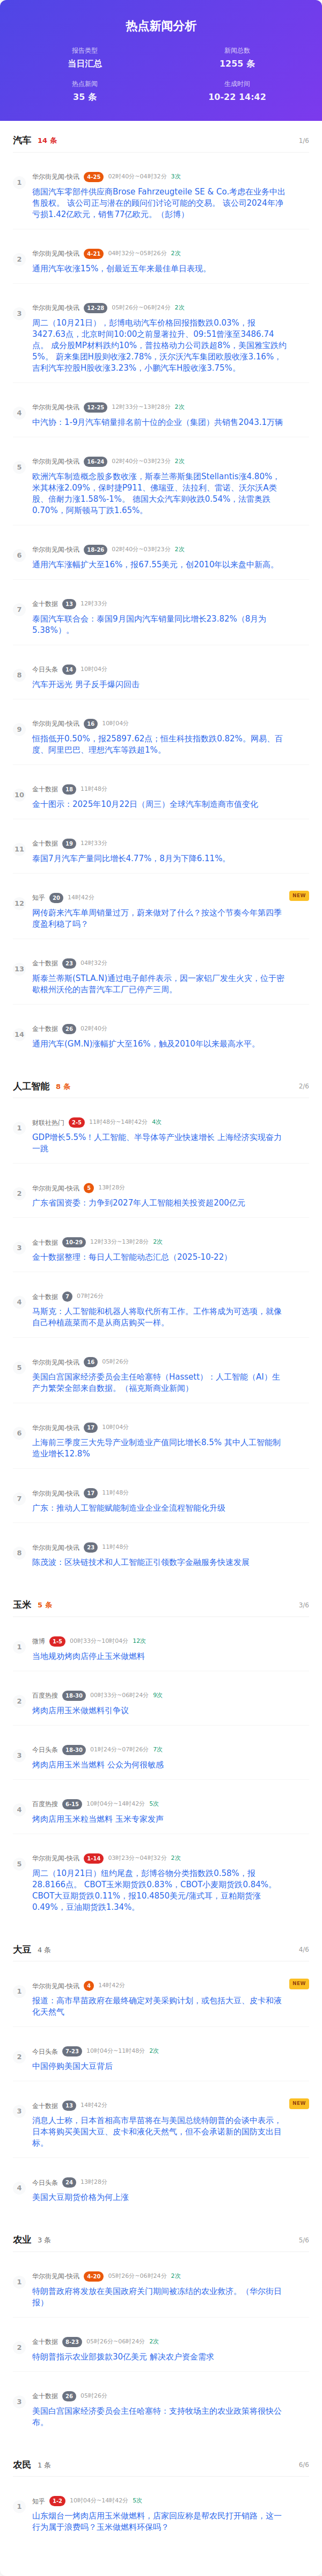 热点新闻分析
报告类型
当日汇总
新闻总数
1255 条
热点新闻
35 条
生成时间
10-22 14:42
汽车 14 条 1/6
1
华尔街见闻-快讯 4-25 02时40分~04时32分 3次
德国汽车零部件供应商Brose Fahrzeugteile SE & Co.考虑在业务中出
售股权。 该公司正与潜在的顾问们讨论可能的交易。 该公司2024年净
亏损1.42亿欧元，销售77亿欧元。（彭博）
2
华尔街见闻-快讯 4-21 04时32分~05时26分 2次
通用汽车收涨15%，创最近五年来最佳单日表现。
3
华尔街见闻-快讯 12-28 05时26分~06时24分 2次
周二（10月21日），彭博电动汽车价格回报指数跌0.03%，报
3427.63点，北京时间10:00之前显著拉升、09:51曾涨至3486.74
点。 成分股MP材料跌约10%，普拉格动力公司跌超8%，美国雅宝跌约
5%。 蔚来集团H股则收涨2.78%，沃尔沃汽车集团欧股收涨3.16%，
吉利汽车控股H股收涨3.23%，小鹏汽车H股收涨3.75%。
4
华尔街见闻-快讯 12-25 12时33分~13时28分 2次
中汽协：1-9月汽车销量排名前十位的企业（集团）共销售2043.1万辆
5
华尔街见闻-快讯 16-24 02时40分~03时23分 2次
欧洲汽车制造概念股多数收涨，斯泰兰蒂斯集团Stellantis涨4.80%，
米其林涨2.09%，保时捷P911、佛瑞亚、法拉利、雷诺、沃尔沃A类
股、倍耐力涨1.58%-1%。 德国大众汽车则收跌0.54%，法雷奥跌
0.70%，阿斯顿马丁跌1.65%。
6
华尔街见闻-快讯 18-26 02时40分~03时23分 2次
通用汽车涨幅扩大至16%，报67.55美元，创2010年以来盘中新高。
7
金十数据 13 12时33分
泰国汽车联合会：泰国9月国内汽车销量同比增长23.82%（8月为
5.38%）。
8
今日头条 14 10时04分
汽车开远光 男子反手爆闪回击
9
华尔街见闻-快讯 16 10时04分
恒指低开0.50%，报25897.62点；恒生科技指数跌0.82%。网易、百
度、阿里巴巴、理想汽车等跌超1%。
10
金十数据 18 11时48分
金十图示：2025年10月22日（周三）全球汽车制造商市值变化
11
金十数据 19 12时33分
泰国7月汽车产量同比增长4.77%，8月为下降6.11%。
12
知乎 20 14时42分 NEW
网传蔚来汽车单周销量过万，蔚来做对了什么？按这个节奏今年第四季
度盈利稳了吗？
13
金十数据 23 04时32分
斯泰兰蒂斯(STLA.N)通过电子邮件表示，因一家铝厂发生火灾，位于密
歇根州沃伦的吉普汽车工厂已停产三周。
14
金十数据 26 02时40分
通用汽车(GM.N)涨幅扩大至16%，触及2010年以来最高水平。
人工智能 8 条 2/6
1
财联社热门 2-5 11时48分~14时42分 4次
GDP增长5.5%！人工智能、半导体等产业快速增长 上海经济实现奋力
一跳
2
华尔街见闻-快讯 5 13时28分
广东省国资委：力争到2027年人工智能相关投资超200亿元
3
金十数据 10-29 12时33分~13时28分 2次
金十数据整理：每日人工智能动态汇总（2025-10-22）
4
金十数据 7 07时26分
马斯克：人工智能和机器人将取代所有工作。工作将成为可选项，就像
自己种植蔬菜而不是从商店购买一样。
5
华尔街见闻-快讯 16 05时26分
美国白宫国家经济委员会主任哈塞特（Hassett）：人工智能（AI）生
产力繁荣全部来自数据。（福克斯商业新闻）
6
华尔街见闻-快讯 17 10时04分
上海前三季度三大先导产业制造业产值同比增长8.5% 其中人工智能制
造业增长12.8%
7
华尔街见闻-快讯 17 11时48分
广东：推动人工智能赋能制造业企业全流程智能化升级
8
华尔街见闻-快讯 23 11时48分
陈茂波：区块链技术和人工智能正引领数字金融服务快速发展
玉米 5 条 3/6
1
微博 1-5 00时33分~10时04分 12次
当地规劝烤肉店停止玉米做燃料
2
百度热搜 18-30 00时33分~06时24分 9次
烤肉店用玉米做燃料引争议
3
今日头条 18-30 01时24分~07时26分 7次
烤肉店用玉米当燃料 公众为何很敏感
4
百度热搜 6-15 10时04分~14时42分 5次
烤肉店用玉米粒当燃料 玉米专家发声
5
华尔街见闻-快讯 1-14 03时23分~04时32分 2次
周二（10月21日）纽约尾盘，彭博谷物分类指数跌0.58%，报
28.8166点。 CBOT玉米期货跌0.83%，CBOT小麦期货跌0.84%。
CBOT大豆期货跌0.11%，报10.4850美元/蒲式耳，豆粕期货涨
0.49%，豆油期货跌1.34%。
大豆 4 条 4/6
1
华尔街见闻-快讯 4 14时42分 NEW
报道：高市早苗政府在最终确定对美采购计划，或包括大豆、皮卡和液
化天然气
2
今日头条 7-23 10时04分~11时48分 2次
中国停购美国大豆背后
3
金十数据 13 14时42分 NEW
消息人士称，日本首相高市早苗将在与美国总统特朗普的会谈中表示，
日本将购买美国大豆、皮卡和液化天然气，但不会承诺新的国防支出目
标。
4
今日头条 24 13时28分
美国大豆期货价格为何上涨
农业 3 条 5/6
1
华尔街见闻-快讯 4-20 05时26分~06时24分 2次
特朗普政府将发放在美国政府关门期间被冻结的农业救济。（华尔街日
报）
2
金十数据 8-23 05时26分~06时24分 2次
特朗普指示农业部拨款30亿美元 解决农户资金需求
3
金十数据 26 05时26分
美国白宫国家经济委员会主任哈塞特：支持牧场主的农业政策将很快公
布。
农民 1 条 6/6
1
知乎 1-2 10时04分~14时42分 5次
山东烟台一烤肉店用玉米做燃料，店家回应称是帮农民打开销路，这一
行为属于浪费吗？玉米做燃料环保吗？